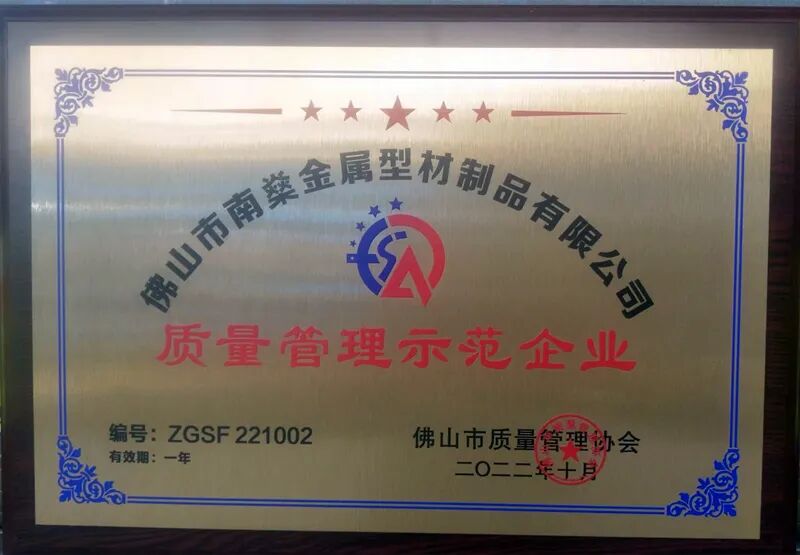 佛山市南燊金属型材制品有限公司
质量管理示范企业
编号：ZGSF 221002
有效期：一年
佛山市质量管理协会
二〇二二年十月